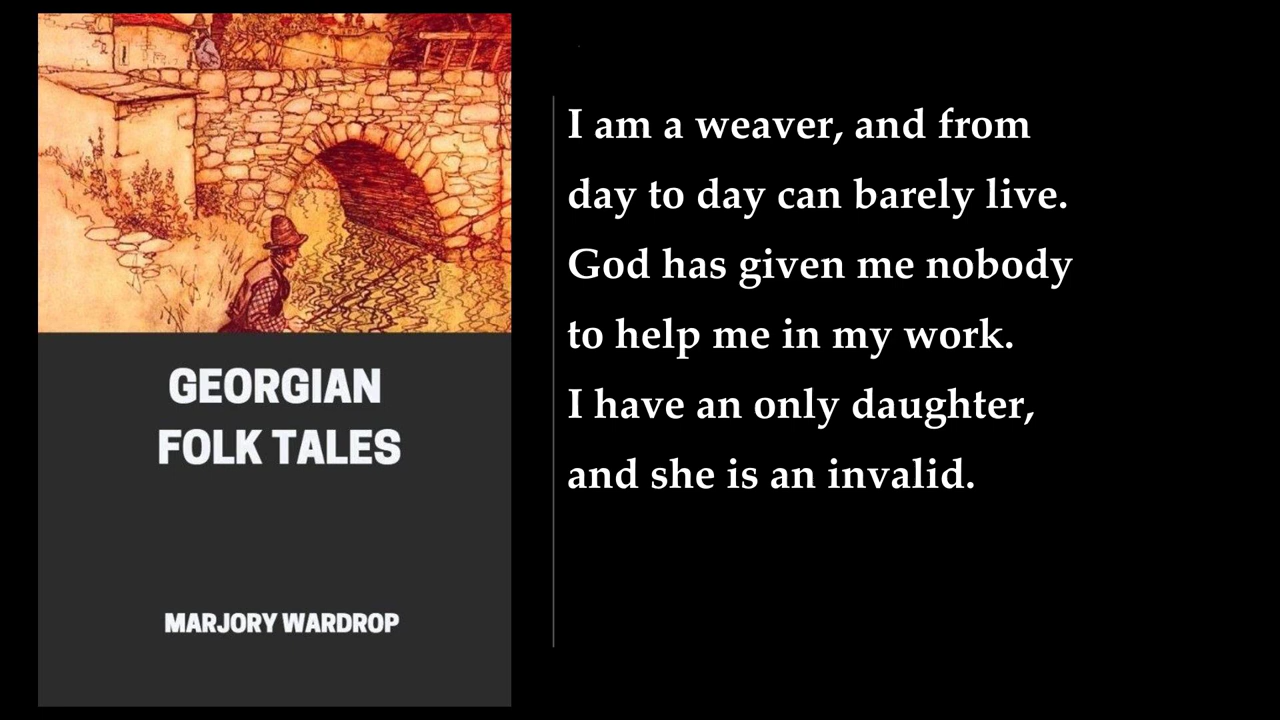 GEORGIAN
FOLK TALES
MARJORY WARDROP
I am a weaver, and from
day to day can barely live.
God has given me nobody
to help me in my work.
I have an only daughter,
and she is an invalid.